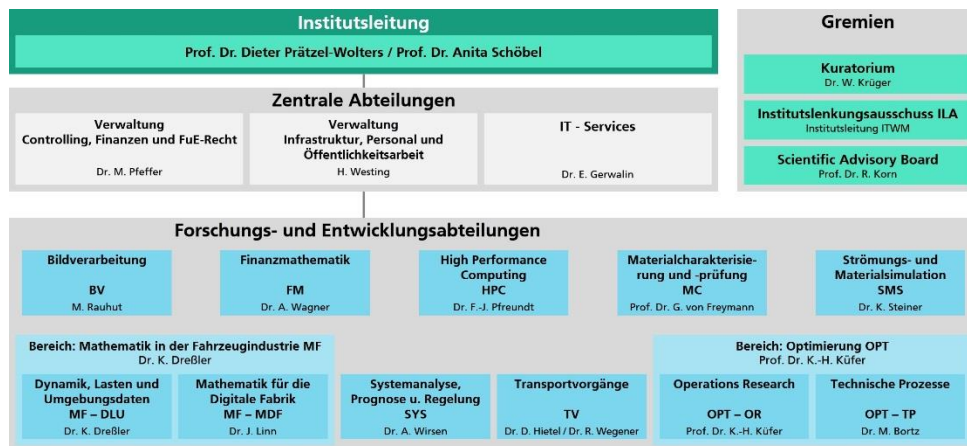 Institutsleitung
Prof. Dr. Dieter Prätzel-Wolters / Prof. Dr. Anita Schöbel
Zentrale Abteilungen
Verwaltung
Controlling, Finanzen und FuE-Recht
Dr. M. Pfeffer
Verwaltung
Infrastruktur, Personal und
Öffentlichkeitsarbeit
H. Westing
IT - Services
Dr. E. Gerwalin
Gremien
Kuratorium
Dr. W. Krüger
Institutslenkungsausschuss ILA
Institutsleitung ITWM
Scientific Advisory Board
Prof. Dr. R. Korn
Forschungs- und Entwicklungsabteilungen
Bildverarbeitung
BV
M. Rauhut
Finanzmathematik
FM
Dr. A. Wagner
High Performance
Computing
HPC
Dr. F.-J. Pfreundt
Materialcharakterisie-
rung und -prüfung
MC
Prof. Dr. G. von Freymann
Strömungs- und
Materialsimulation
SMS
Dr. K. Steiner
Bereich: Mathematik in der Fahrzeugindustrie MF
Dr. K. Dreßler
Dynamik, Lasten und
Umgebungsdaten
MF – DLU
Dr. K. Dreßler
Mathematik für die
Digitale Fabrik
MF – MDF
Dr. J. Linn
Systemanalyse,
Prognose u. Regelung
SYS
Dr. A. Wirsen
Transportvorgänge
TV
Dr. D. Hietel / Dr. R. Wegener
Bereich: Optimierung OPT
Prof. Dr. K.-H. Küfer
Operations Research
OPT – OR
Prof. Dr. K.-H. Küfer
Technische Prozesse
OPT – TP
Dr. M. Bortz